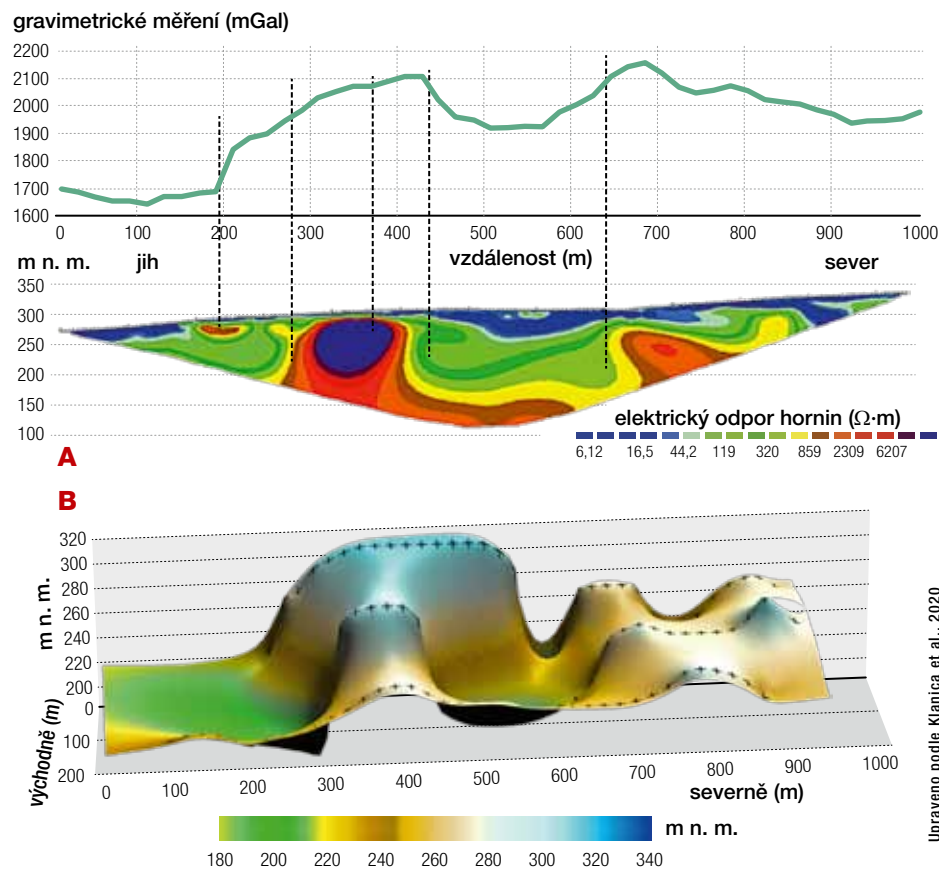 gravimetrické měření (mGal)
2200
2100
2000
1900
1800
1700
1600
0 100 200 300 400 500 600 700 800 900 1000
m n. m. jih vzdálenost (m) sever
350
300
250
200
150
100
elektrický odpor hornin (Ω·m)
6,12 16,5 44,2 119 320 859 2309 6207
A
B
320
300
280
260
240
220
200
m n. m.
0
100
200
východně (m)
0 100 200 300 400 500 600 700 800 900 1000
severně (m)
m n. m.
180 200 220 240 260 280 300 320 340
Upraveno podle Klanica et al., 2020